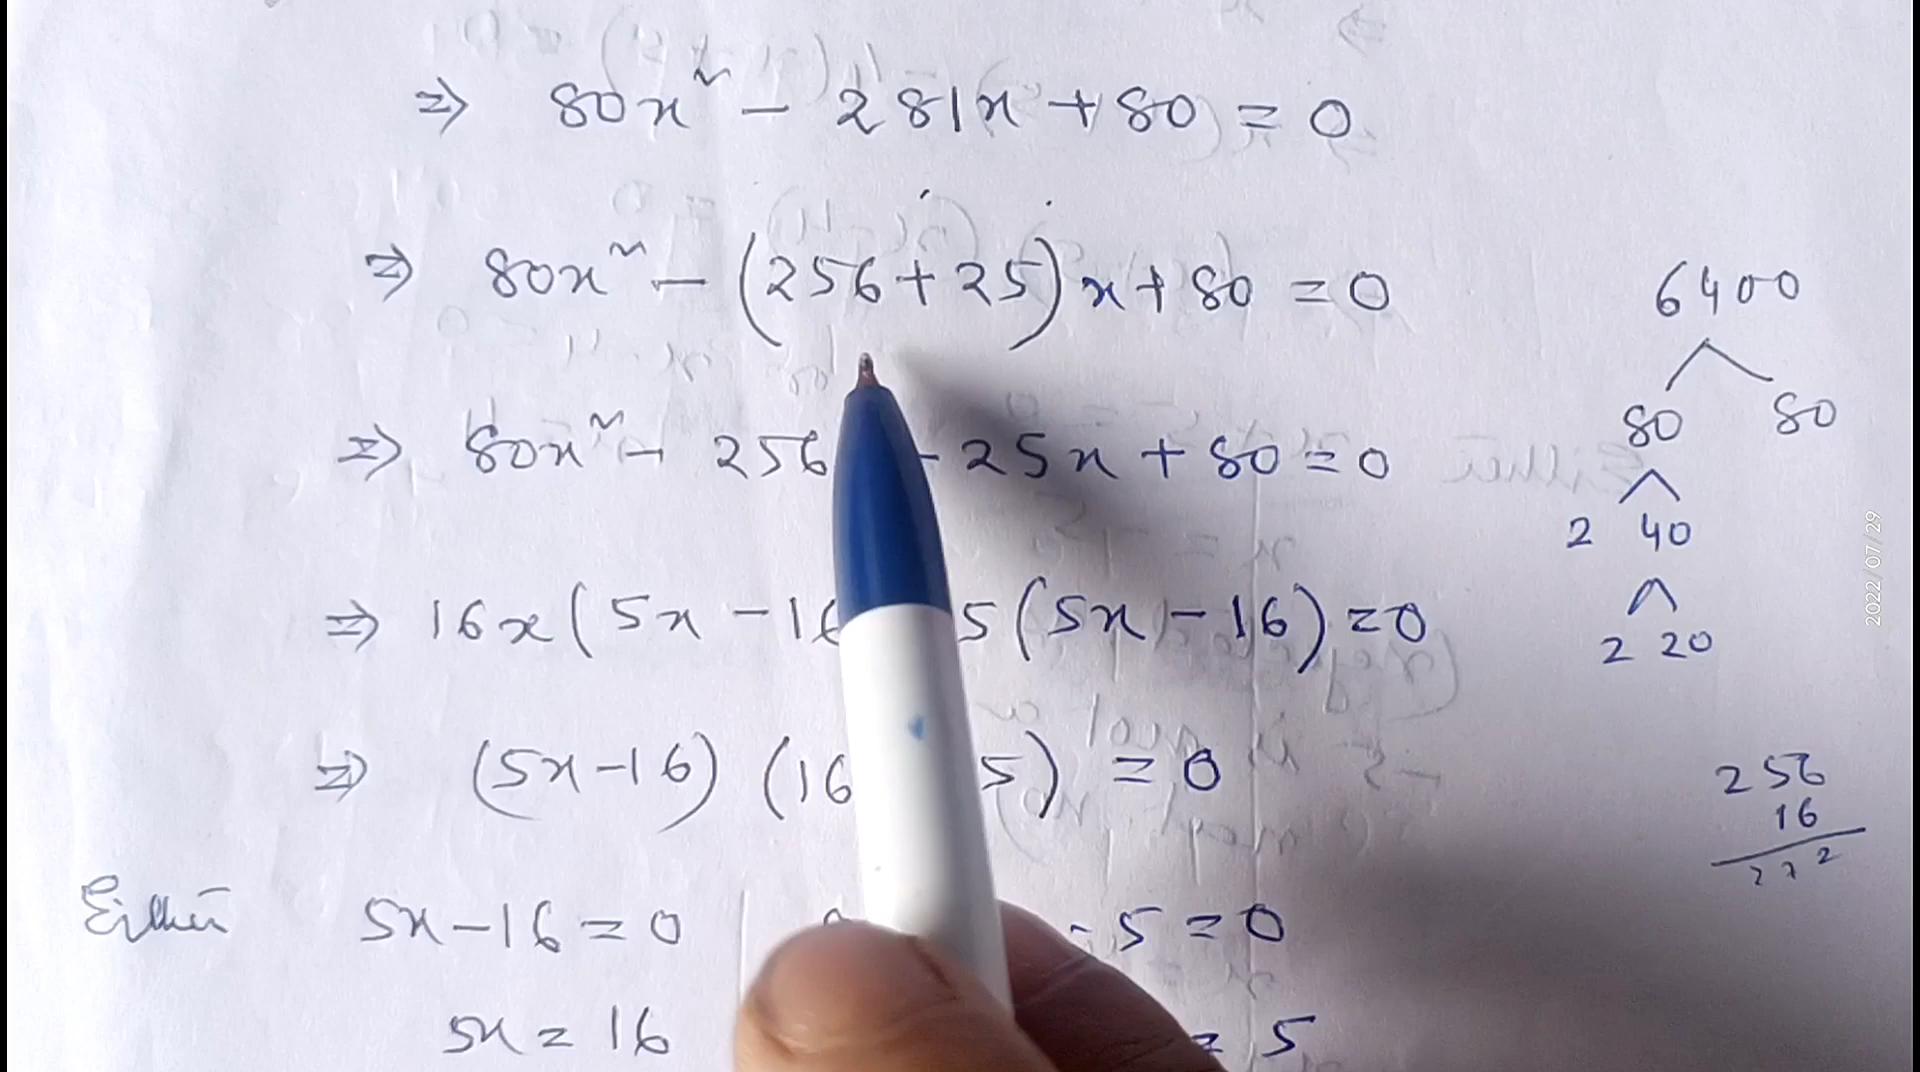 ⇒ 80x² - 281x + 80 = 0
⇒ 80x² - (256 + 25)x + 80 = 0
⇒ 80x² - 256 - 25x + 80 = 0
⇒ 16x(5x - 16 5(5x - 16) = 0
⇒ (5x - 16) (16 5) = 0
Either 5x - 16 = 0 - 5 = 0
5x = 16 = 5
6400
80 80
2 40
2 20
256
16
272
2022/07/29